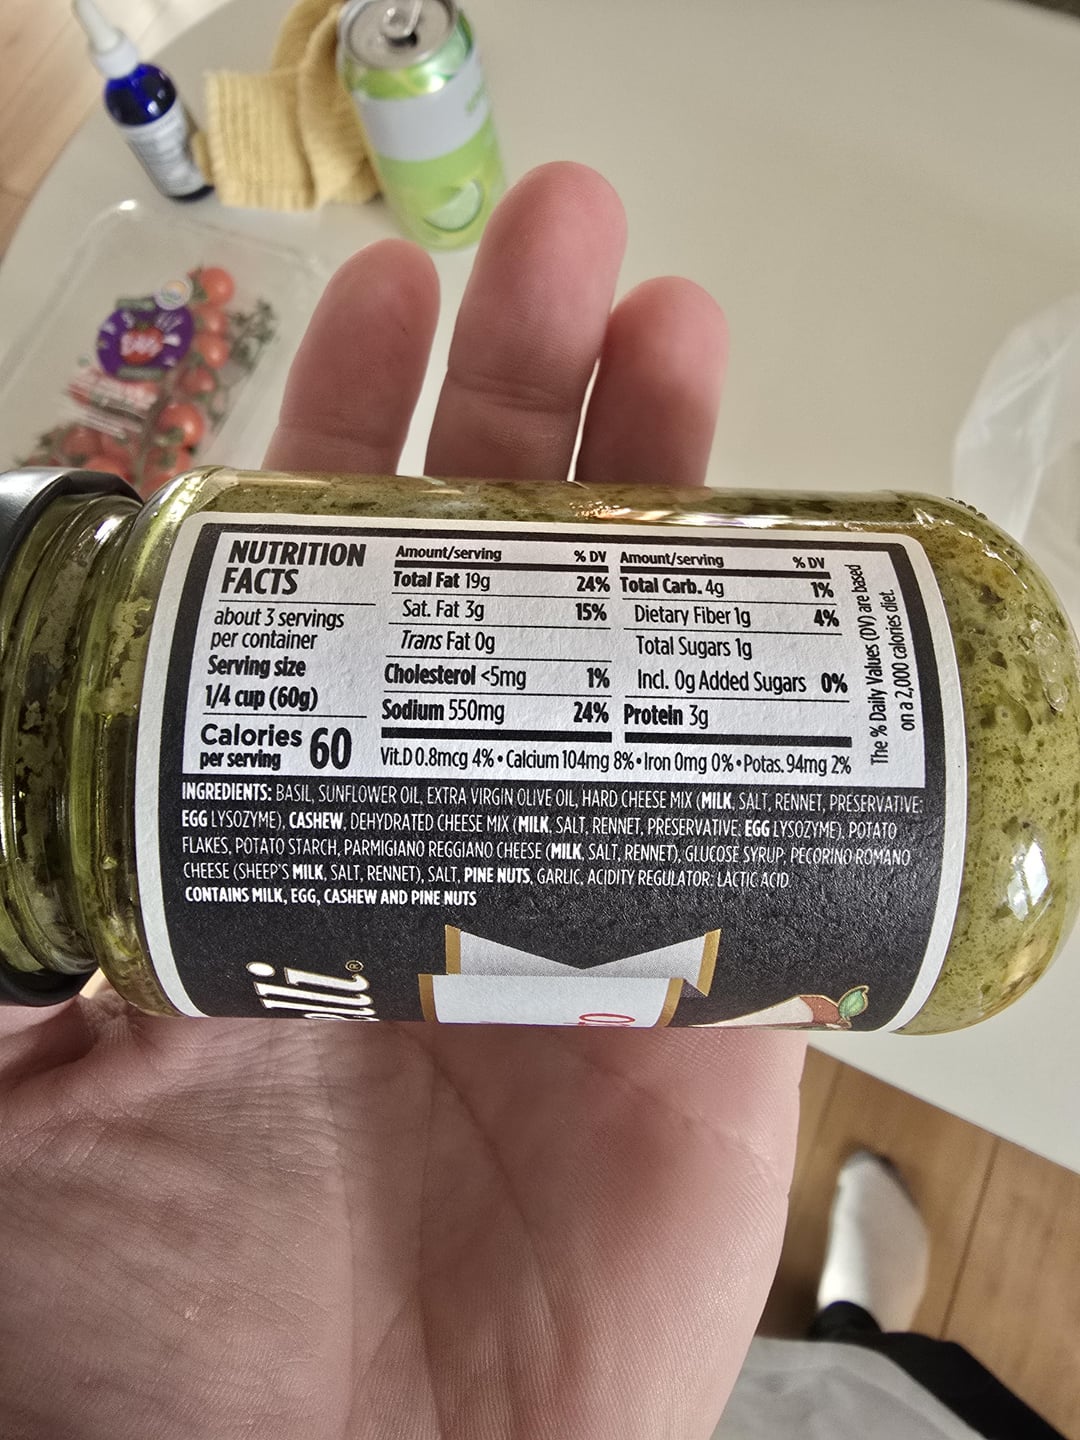 NUTRITION
FACTS
about 3 servings
per container
Serving size
1/4 cup (60g)
Calories
per serving 60
Amount/serving % DV
Total Fat 19g 24%
Sat. Fat 3g 15%
Trans Fat 0g
Cholesterol <5mg 1%
Sodium 550mg 24%
Amount/serving % DV
Total Carb. 4g 1%
Dietary Fiber 1g 4%
Total Sugars 1g
Incl. 0g Added Sugars 0%
Protein 3g
Vit.D 0.8mcg 4% • Calcium 104mg 8% • Iron 0mg 0% • Potas. 94mg 2%
The % Daily Values (DV) are based
on a 2,000 calories diet.
INGREDIENTS: BASIL, SUNFLOWER OIL, EXTRA VIRGIN OLIVE OIL, HARD CHEESE MIX (MILK, SALT, RENNET, PRESERVATIVE:
EGG LYSOZYME), CASHEW, DEHYDRATED CHEESE MIX (MILK, SALT, RENNET, PRESERVATIVE: EGG LYSOZYME), POTATO
FLAKES, POTATO STARCH, PARMIGIANO REGGIANO CHEESE (MILK, SALT, RENNET), GLUCOSE SYRUP, PECORINO ROMANO
CHEESE (SHEEP'S MILK, SALT, RENNET), SALT, PINE NUTS, GARLIC, ACIDITY REGULATOR: LACTIC ACID.
CONTAINS MILK, EGG, CASHEW AND PINE NUTS
elli®